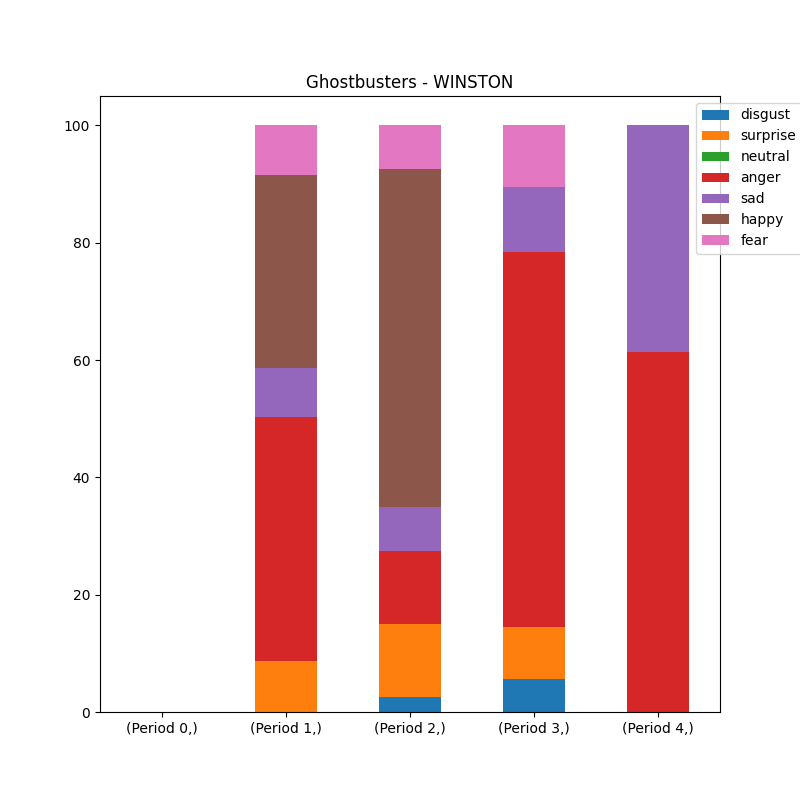 Ghostbusters - WINSTON
100
80
60
40
20
0
(Period 0,) (Period 1,) (Period 2,) (Period 3,) (Period 4,)
disgust
surprise
neutral
anger
sad
happy
fear